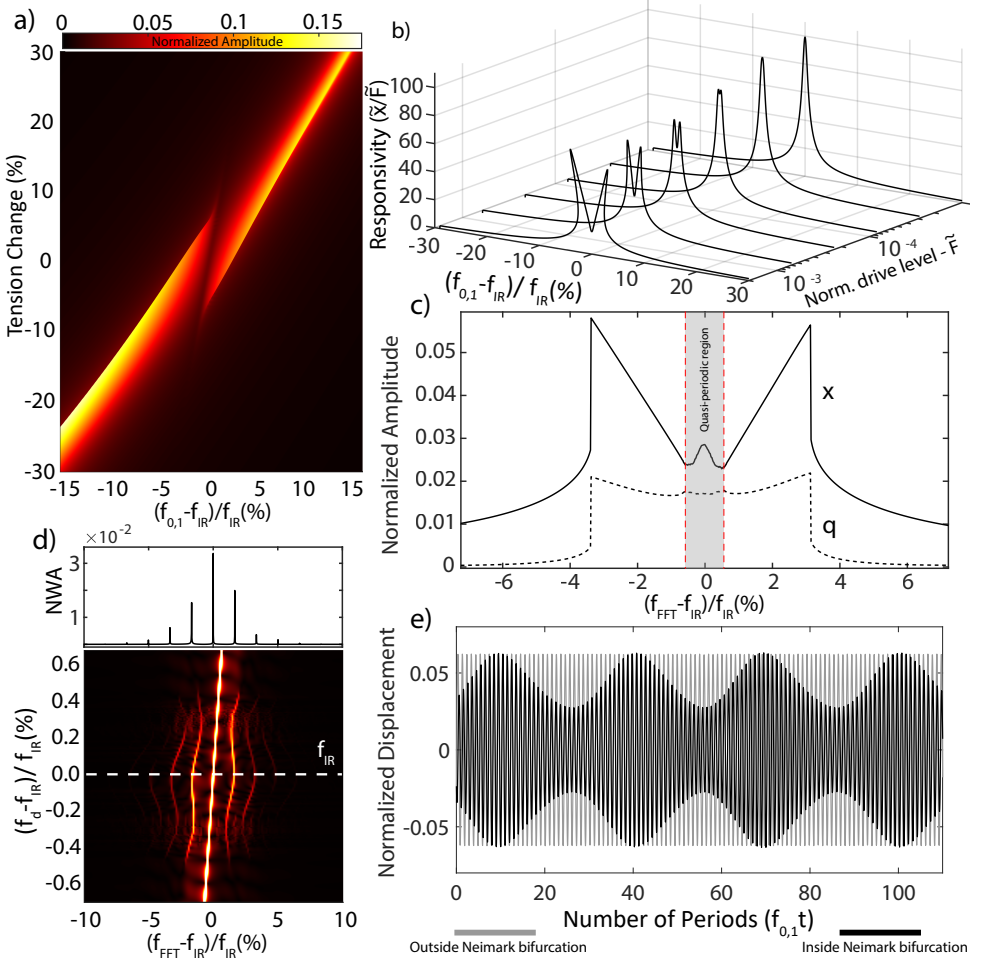 a)
0 0.05 0.1 0.15
Normalized Amplitude
30
20
10
0
-10
-20
-30
Tension Change (%)
-15 -10 -5 0 5 10 15
(f0,1-fIR)/fIR(%)
b)
100
80
60
40
20
0
Responsivity (x̃/F̃)
-30 -20 -10 0 10 20 30
(f0,1-fIR)/ fIR(%)
10-3 10-4
Norm. drive level - F̃
c)
0.05
0.04
0.03
0.02
0.01
0
Normalized Amplitude
Quasi-periodic region
x
q
-6 -4 -2 0 2 4 6
(fFFT-fIR)/fIR(%)
d)
×10-2
3
1
NWA
0.6
0.4
0.2
0.0
-0.2
-0.4
-0.6
(fd-fIR)/ fIR(%)
fIR
-10 -5 0 5 10
(fFFT-fIR)/fIR(%)
e)
0.05
0
-0.05
Normalized Displacement
0 20 40 60 80 100
Number of Periods (f0,1t)
Outside Neimark bifurcation
Inside Neimark bifurcation